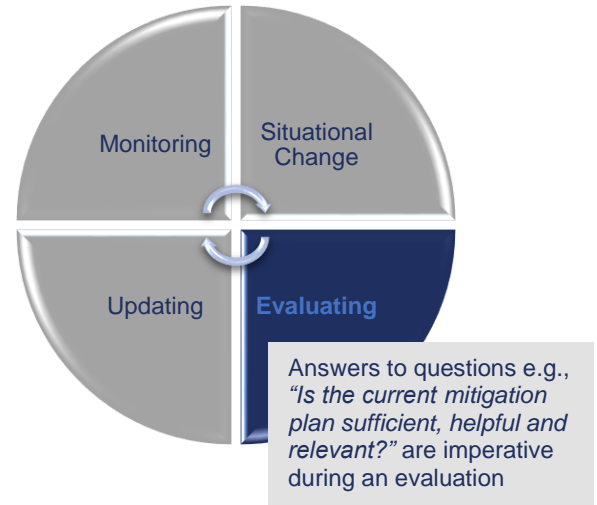 Monitoring
Situational
Change
Updating
Evaluating
Answers to questions e.g.,
“Is the current mitigation
plan sufficient, helpful and
relevant?” are imperative
during an evaluation